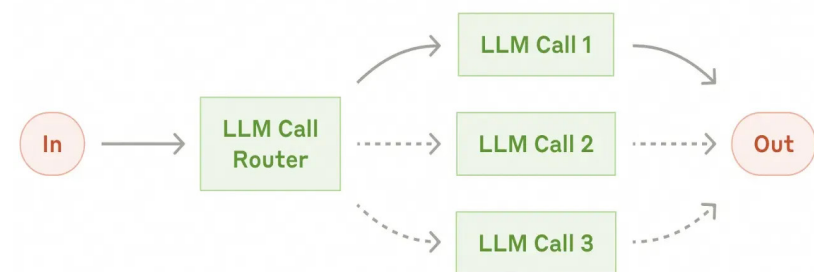 In
LLM Call
Router
LLM Call 1
LLM Call 2
LLM Call 3
Out